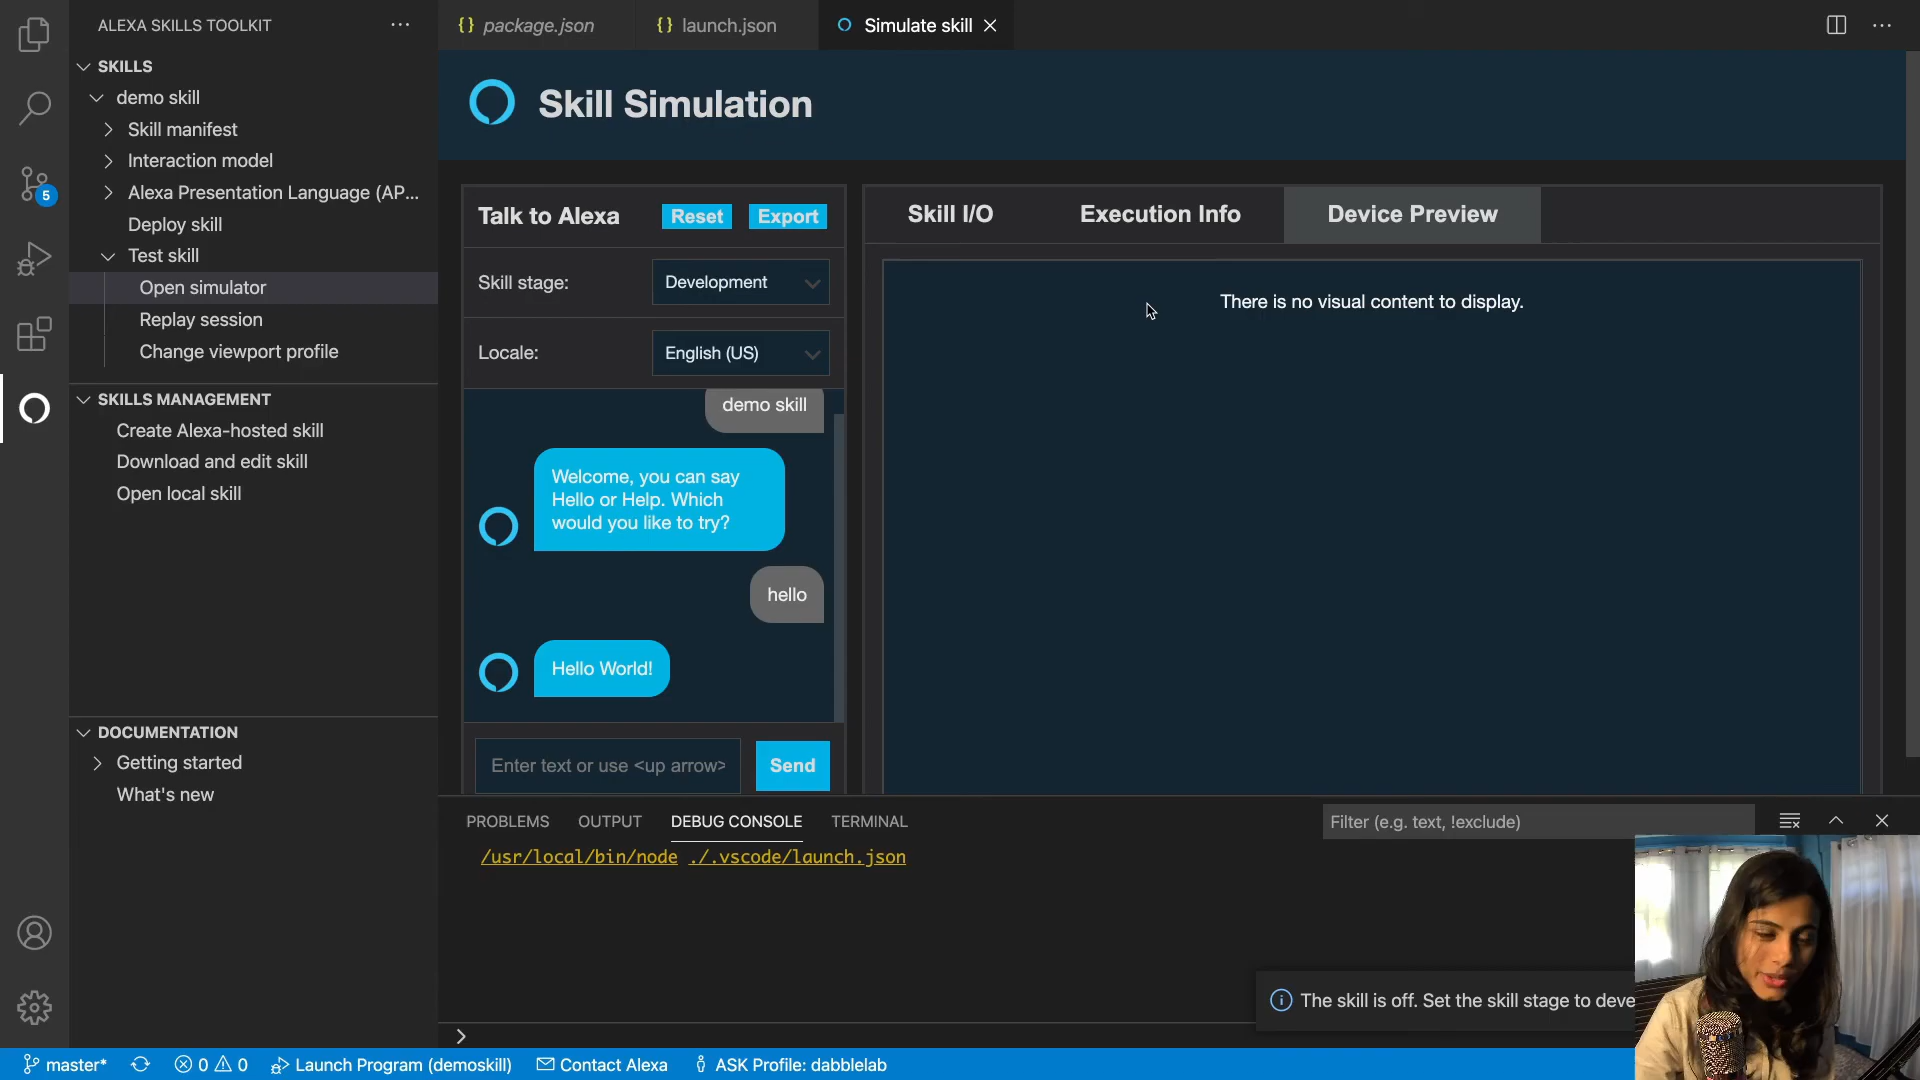 ALEXA SKILLS TOOLKIT
SKILLS
demo skill
Skill manifest
Interaction model
Alexa Presentation Language (AP...
Deploy skill
Test skill
Open simulator
Replay session
Change viewport profile
SKILLS MANAGEMENT
Create Alexa-hosted skill
Download and edit skill
Open local skill
DOCUMENTATION
Getting started
What's new
5
{} package.json
{} launch.json
Simulate skill
Skill Simulation
Talk to Alexa
Reset
Export
Skill stage:
Development
Locale:
English (US)
demo skill
Welcome, you can say
Hello or Help. Which
would you like to try?
hello
Hello World!
Enter text or use <up arrow>
Send
Skill I/O
Execution Info
Device Preview
There is no visual content to display.
PROBLEMS
OUTPUT
DEBUG CONSOLE
TERMINAL
Filter (e.g. text, !exclude)
/usr/local/bin/node ./.vscode/launch.json
The skill is off. Set the skill stage to deve
master*
0
0
Launch Program (demoskill)
Contact Alexa
ASK Profile: dabblelab